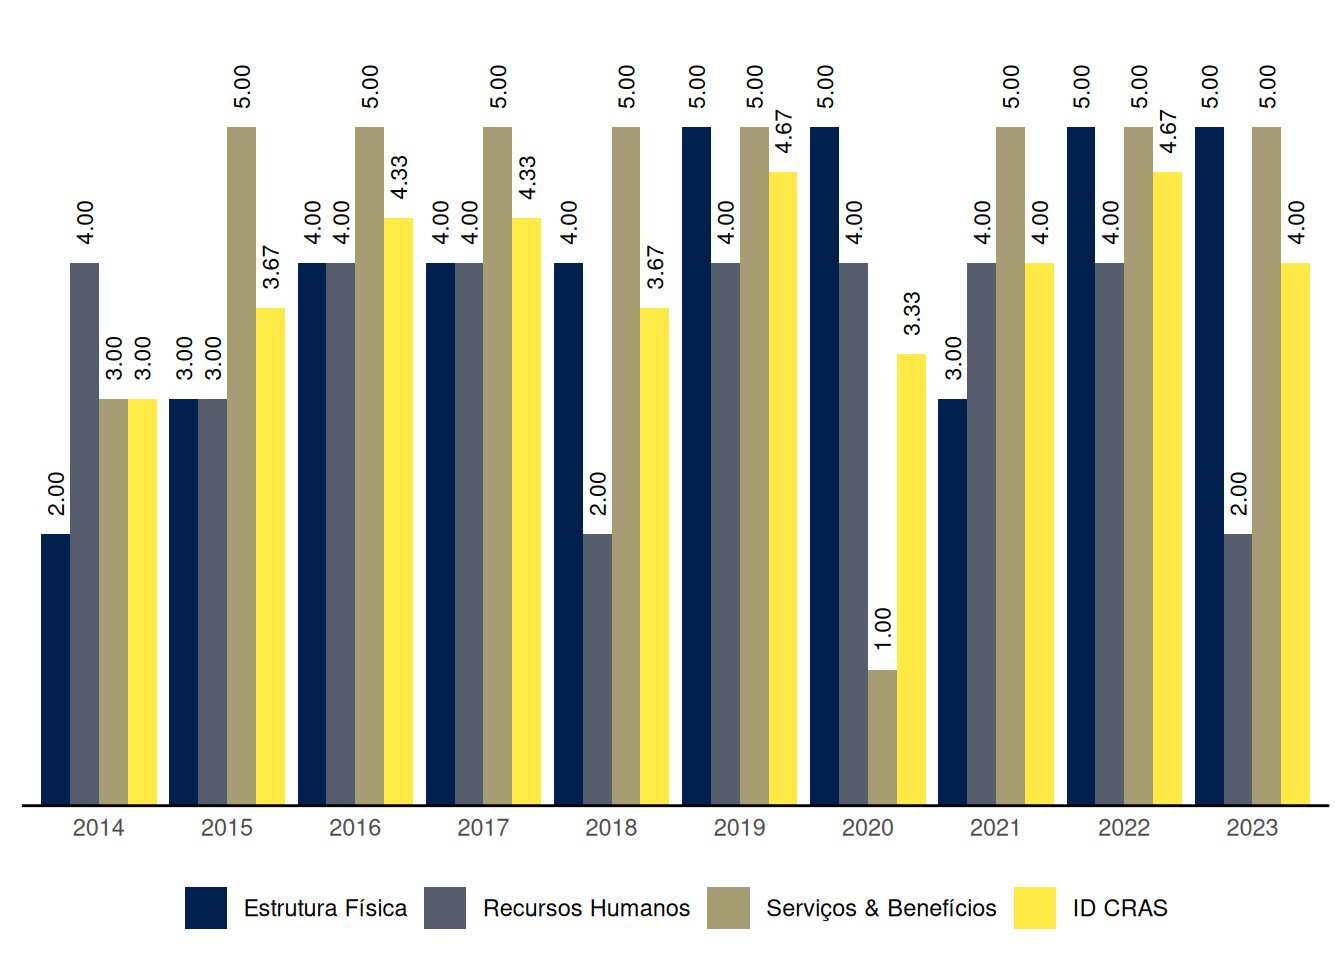 2.00 4.00 3.00 3.00 3.00 3.00 5.00 3.67 4.00 4.00 5.00 4.33 4.00 4.00 5.00 4.33 4.00 2.00 5.00 3.67 5.00 4.00 5.00 4.67 5.00 4.00 1.00 3.33 3.00 4.00 5.00 4.00 5.00 4.00 5.00 4.67 5.00 2.00 5.00 4.00
2014 2015 2016 2017 2018 2019 2020 2021 2022 2023
Estrutura Física Recursos Humanos Serviços & Benefícios ID CRAS